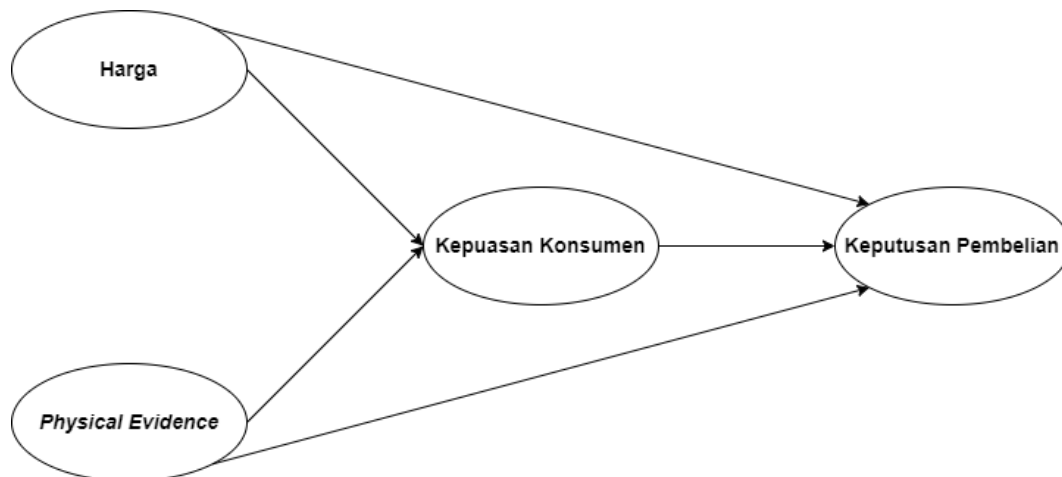 Harga
Kepuasan Konsumen
Keputusan Pembelian
Physical Evidence